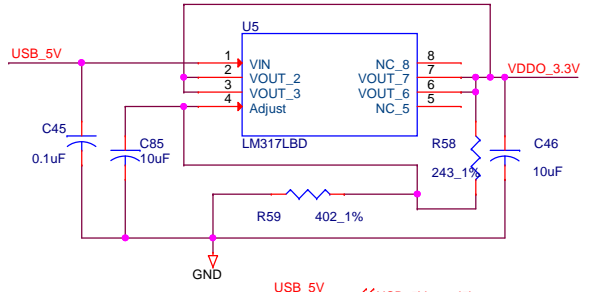 U5
USB_5V
1 VIN NC_8 8
2 VOUT_2 VOUT_7 7 VDDO_3.3V
3 VOUT_3 VOUT_6 6
4 Adjust NC_5 5
C45
0.1uF
C85
10uF
LM317LBD
R58
243_1%
C46
10uF
R59 402_1%
GND
USB_5V